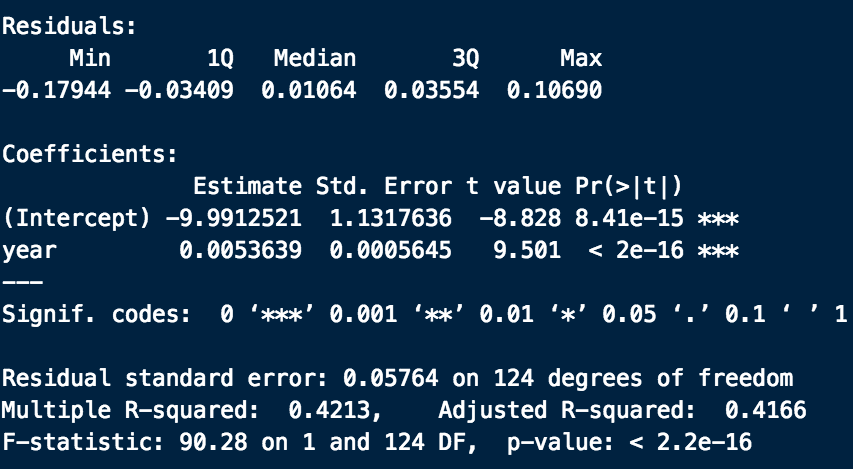 Residuals:
     Min       1Q   Median       3Q      Max
-0.17944 -0.03409  0.01064  0.03554  0.10690

Coefficients:
              Estimate Std. Error t value Pr(>|t|)
(Intercept) -9.9912521  1.1317636  -8.828 8.41e-15 ***
year         0.0053639  0.0005645   9.501  < 2e-16 ***
---
Signif. codes:  0 ‘***’ 0.001 ‘**’ 0.01 ‘*’ 0.05 ‘.’ 0.1 ‘ ’ 1

Residual standard error: 0.05764 on 124 degrees of freedom
Multiple R-squared:  0.4213,    Adjusted R-squared:  0.4166
F-statistic: 90.28 on 1 and 124 DF,  p-value: < 2.2e-16